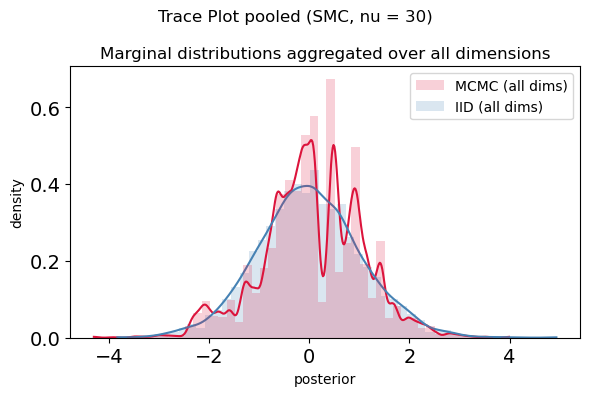 Trace Plot pooled (SMC, nu = 30)
Marginal distributions aggregated over all dimensions
MCMC (all dims)
IID (all dims)
density
0.6
0.4
0.2
0.0
−4
−2
0
2
4
posterior